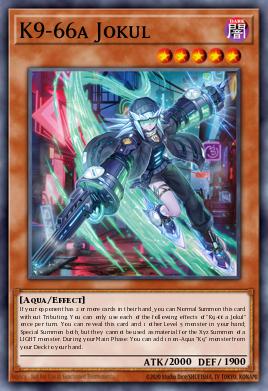 K9-66a Jokul
DARK
闇
[Aqua/Effect]
If your opponent has 2 or more cards in their hand, you can Normal Summon this card
without Tributing. You can only use each of the following effects of "K9-66a Jokul"
once per turn. You can reveal this card and 1 other Level 5 monster in your hand;
Special Summon both, but they cannot be used as material for the Xyz Summon of a
LIGHT monster. During your Main Phase: You can add 1 non-Aqua "K9" monster from
your Deck to your hand.
ATK/2000 DEF/1900